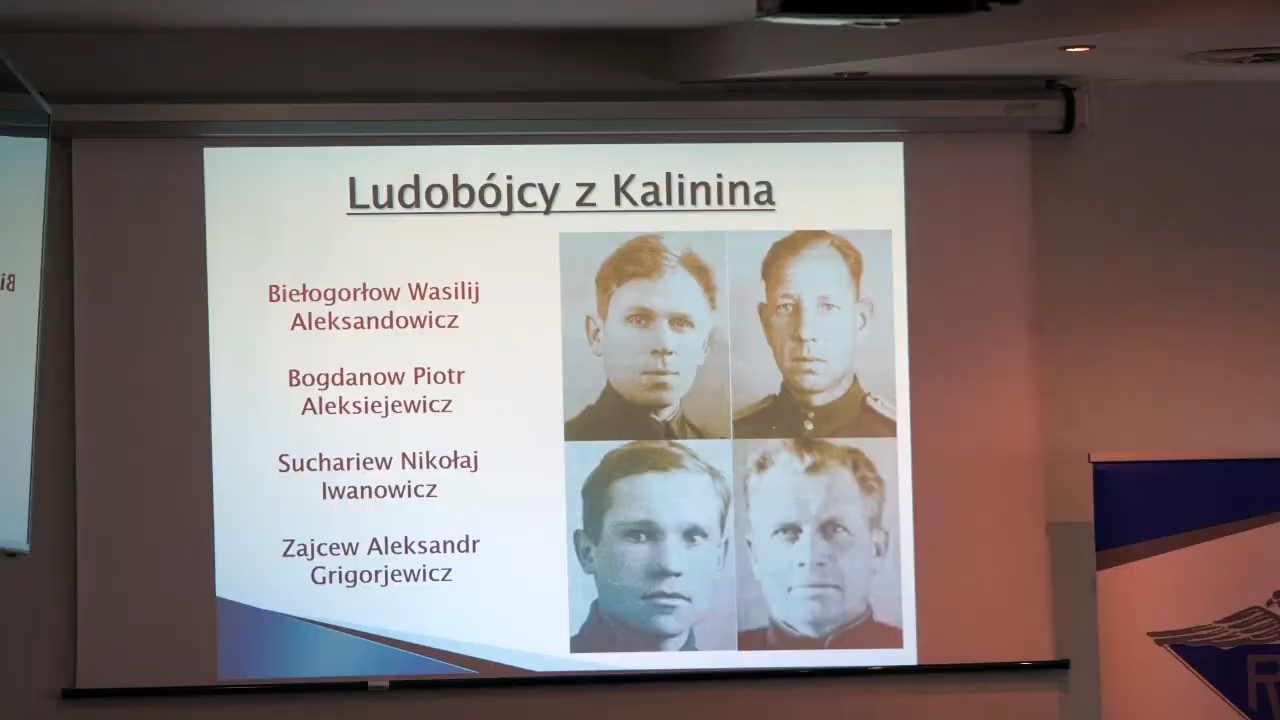 Ludobójcy z Kalinina
Biełogorłow Wasilij
Aleksandowicz
Bogdanow Piotr
Aleksiejewicz
Suchariew Nikołaj
Iwanowicz
Zajcew Aleksandr
Grigorjewicz